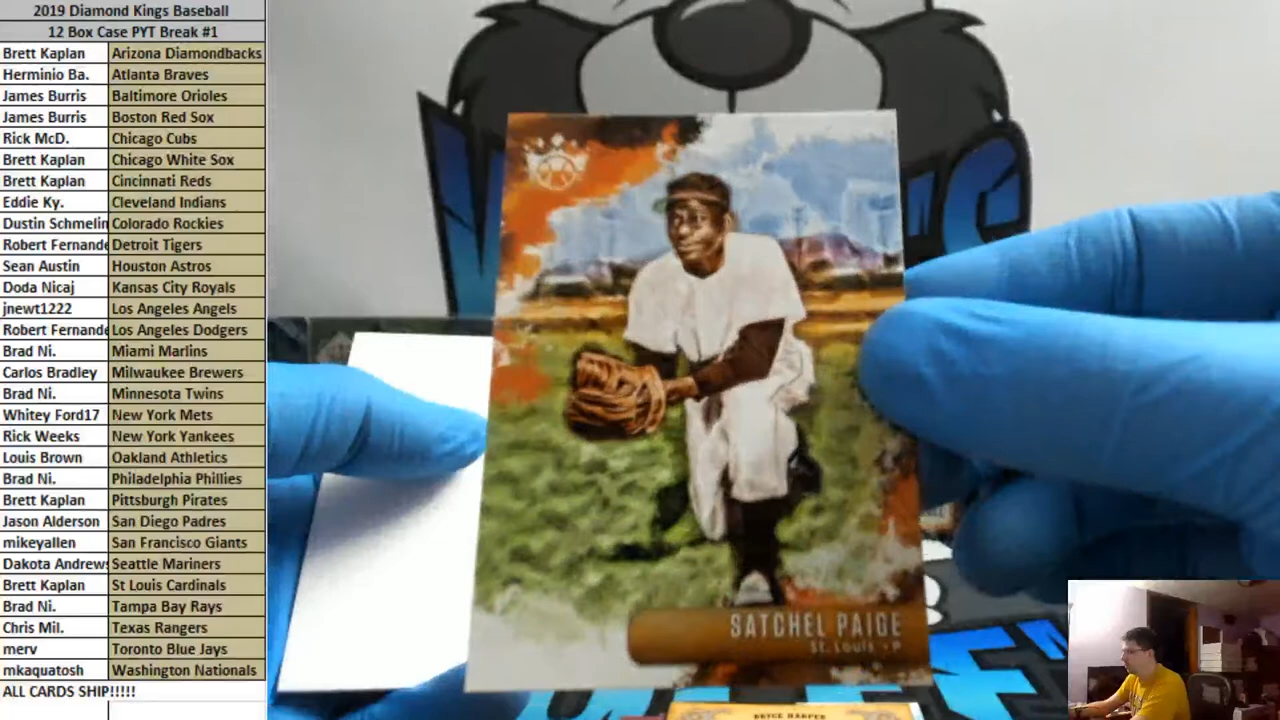 2019 Diamond Kings Baseball
12 Box Case PYT Break #1
Brett Kaplan Arizona Diamondbacks
Herminio Ba. Atlanta Braves
James Burris Baltimore Orioles
James Burris Boston Red Sox
Rick McD. Chicago Cubs
Brett Kaplan Chicago White Sox
Brett Kaplan Cincinnati Reds
Eddie Ky. Cleveland Indians
Dustin Schmelin Colorado Rockies
Robert Fernande Detroit Tigers
Sean Austin Houston Astros
Doda Nicaj Kansas City Royals
jnewt1222 Los Angeles Angels
Robert Fernande Los Angeles Dodgers
Brad Ni. Miami Marlins
Carlos Bradley Milwaukee Brewers
Brad Ni. Minnesota Twins
Whitey Ford17 New York Mets
Rick Weeks New York Yankees
Louis Brown Oakland Athletics
Brad Ni. Philadelphia Phillies
Brett Kaplan Pittsburgh Pirates
Jason Alderson San Diego Padres
mikeyallen San Francisco Giants
Dakota Andrews Seattle Mariners
Brett Kaplan St Louis Cardinals
Brad Ni. Tampa Bay Rays
Chris Mil. Texas Rangers
merv Toronto Blue Jays
mkaquatosh Washington Nationals
ALL CARDS SHIP!!!!!
SATCHEL PAIGE
ST. LOUIS • P
BRYCE HARPER